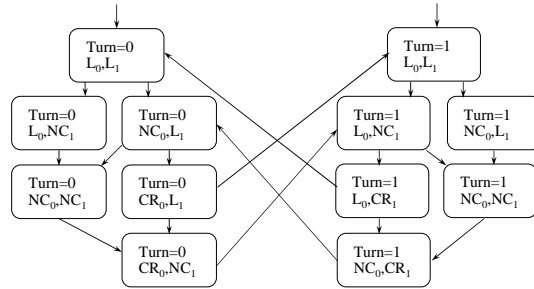 Turn=0
L₀,L₁
Turn=1
L₀,L₁
Turn=0
L₀,NC₁
Turn=0
NC₀,L₁
Turn=1
L₀,NC₁
Turn=1
NC₀,L₁
Turn=0
NC₀,NC₁
Turn=0
CR₀,L₁
Turn=1
L₀,CR₁
Turn=1
NC₀,NC₁
Turn=0
CR₀,NC₁
Turn=1
NC₀,CR₁